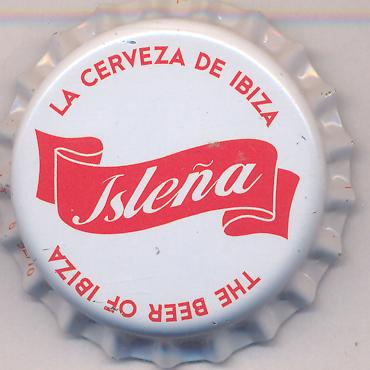 LA CERVEZA DE IBIZA
Isleña
THE BEER OF IBIZA